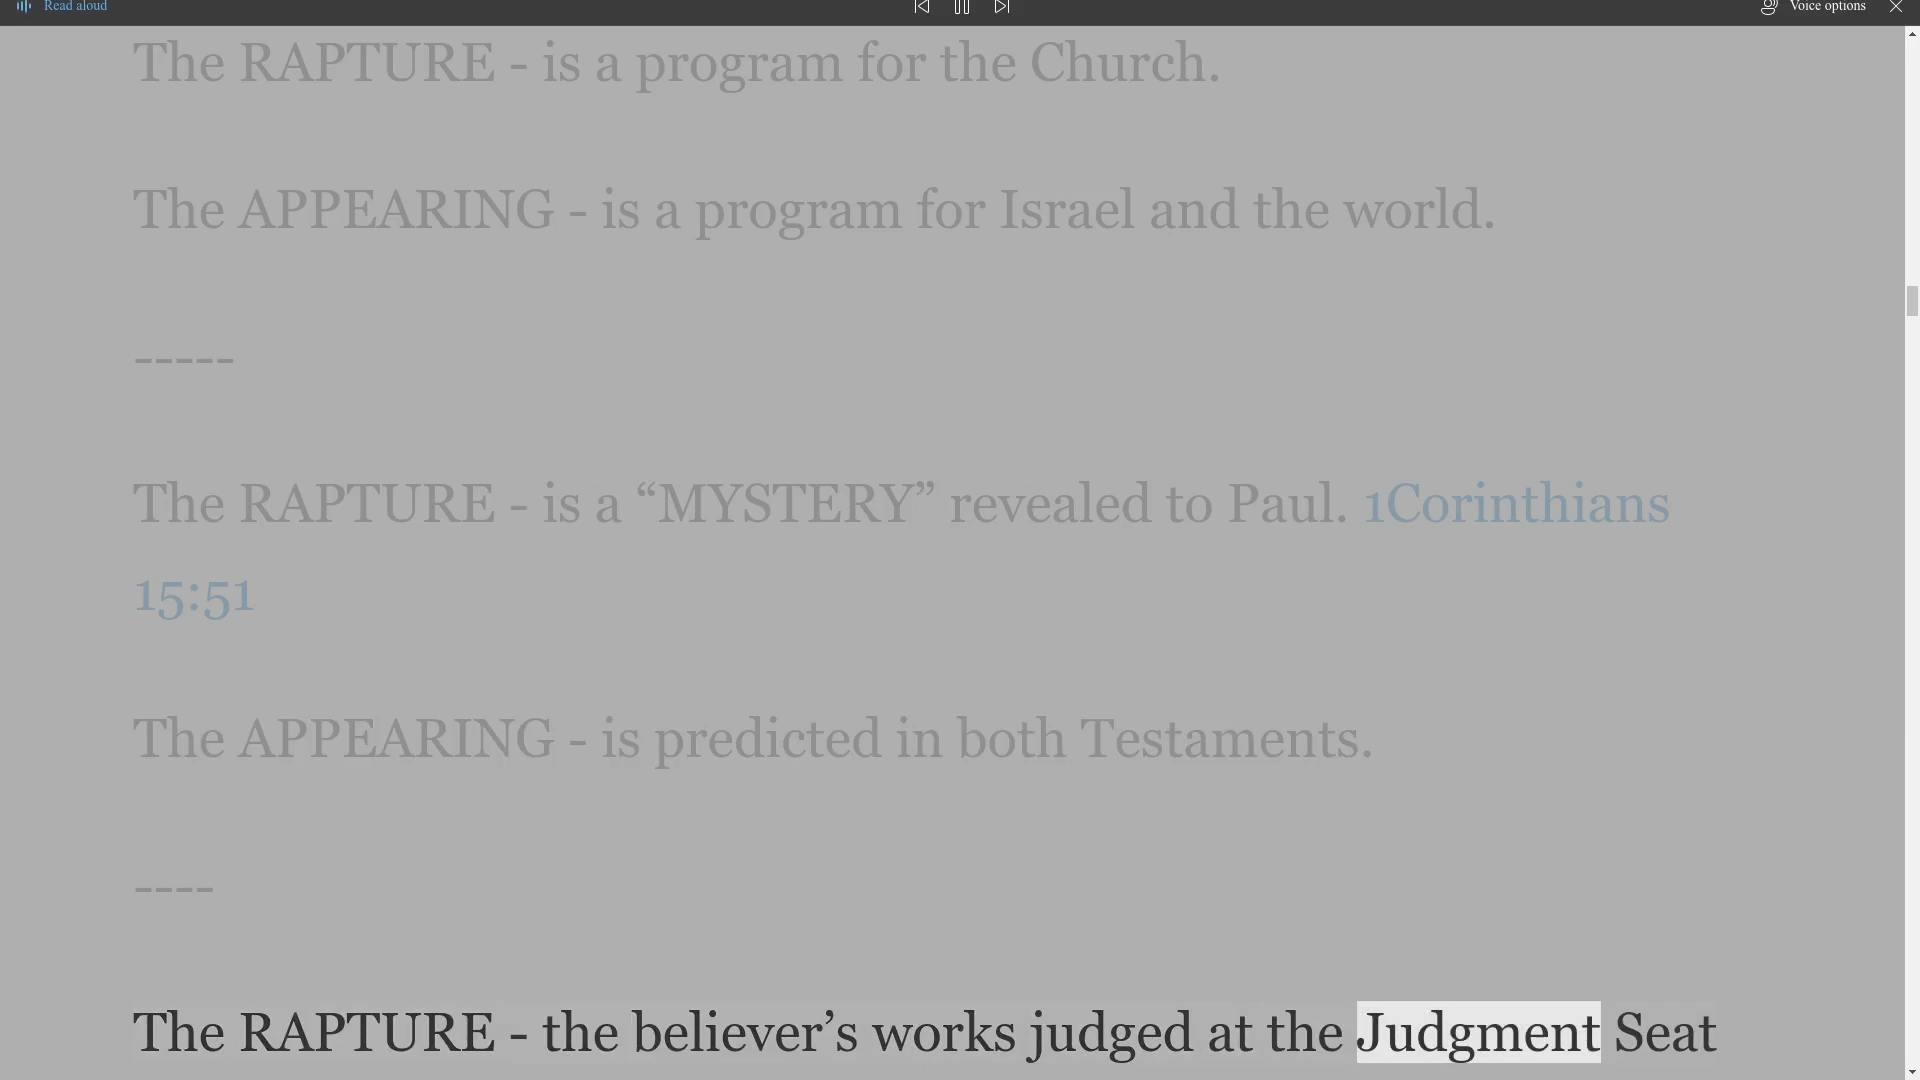 Read aloud
Voice options
The RAPTURE - is a program for the Church.
The APPEARING - is a program for Israel and the world.
-----
The RAPTURE - is a “MYSTERY” revealed to Paul. 1Corinthians
15:51
The APPEARING - is predicted in both Testaments.
----
The RAPTURE - the believer’s works judged at the Judgment Seat